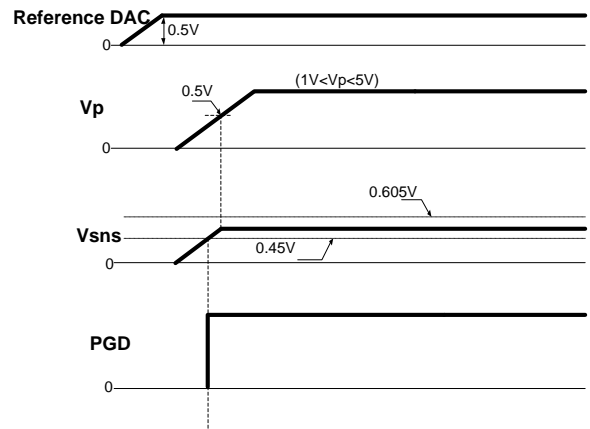 Reference DAC
0.5V
0
(1V<Vp<5V)
0.5V
Vp
0
0.605V
Vsns
0.45V
0
PGD
0